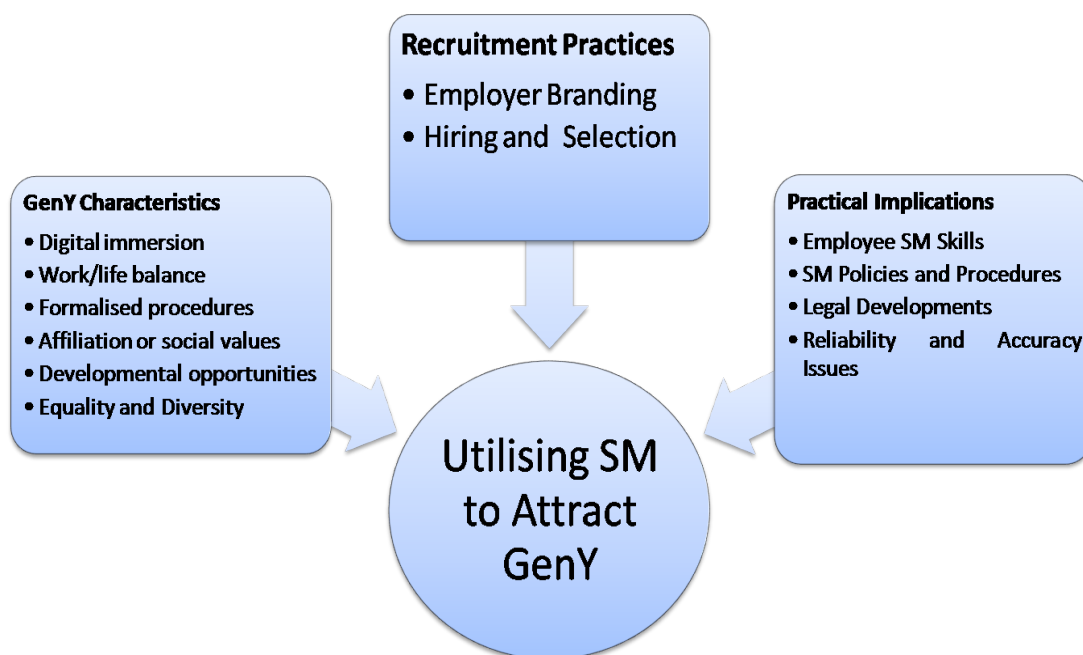 Recruitment Practices
• Employer Branding
• Hiring and Selection
GenY Characteristics
• Digital immersion
• Work/life balance
• Formalised procedures
• Affiliation or social values
• Developmental opportunities
• Equality and Diversity
Practical Implications
• Employee SM Skills
• SM Policies and Procedures
• Legal Developments
• Reliability and Accuracy
Issues
Utilising SM
to Attract
GenY